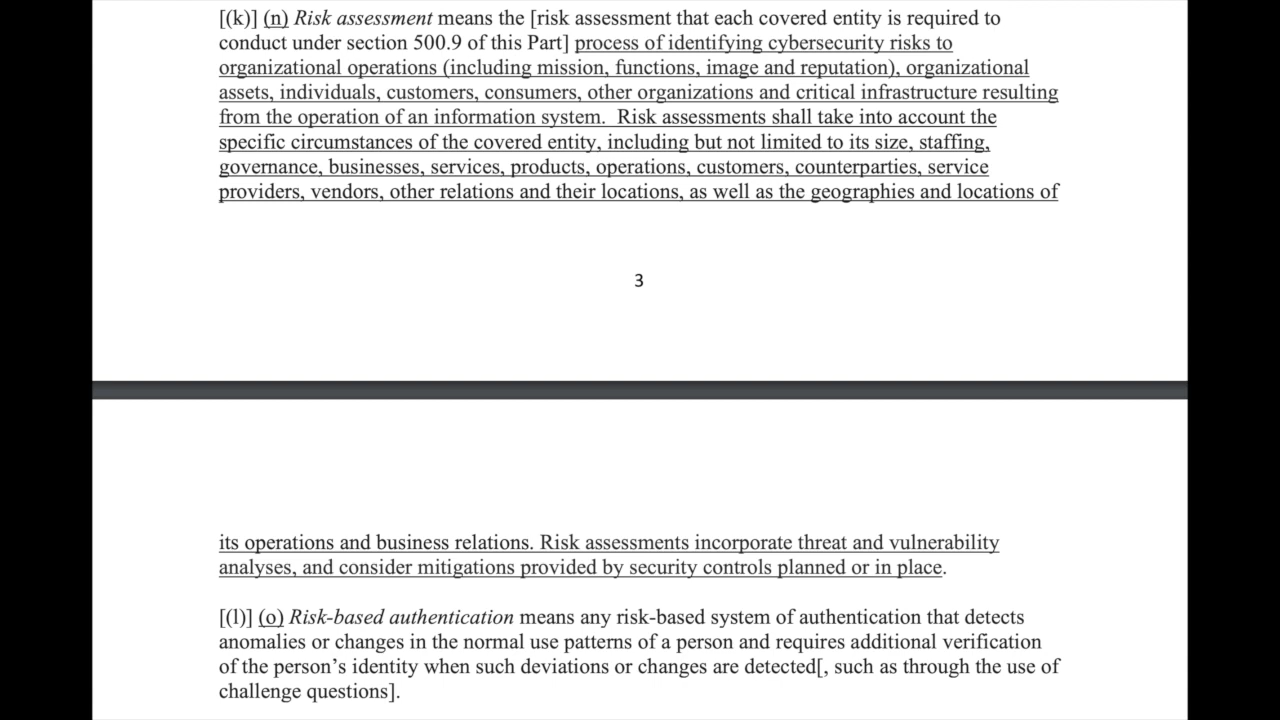 [(k)] (n) Risk assessment means the [risk assessment that each covered entity is required to
conduct under section 500.9 of this Part] process of identifying cybersecurity risks to
organizational operations (including mission, functions, image and reputation), organizational
assets, individuals, customers, consumers, other organizations and critical infrastructure resulting
from the operation of an information system.  Risk assessments shall take into account the
specific circumstances of the covered entity, including but not limited to its size, staffing,
governance, businesses, services, products, operations, customers, counterparties, service
providers, vendors, other relations and their locations, as well as the geographies and locations of
3
its operations and business relations. Risk assessments incorporate threat and vulnerability
analyses, and consider mitigations provided by security controls planned or in place.
[(l)] (o) Risk-based authentication means any risk-based system of authentication that detects
anomalies or changes in the normal use patterns of a person and requires additional verification
of the person’s identity when such deviations or changes are detected[, such as through the use of
challenge questions].